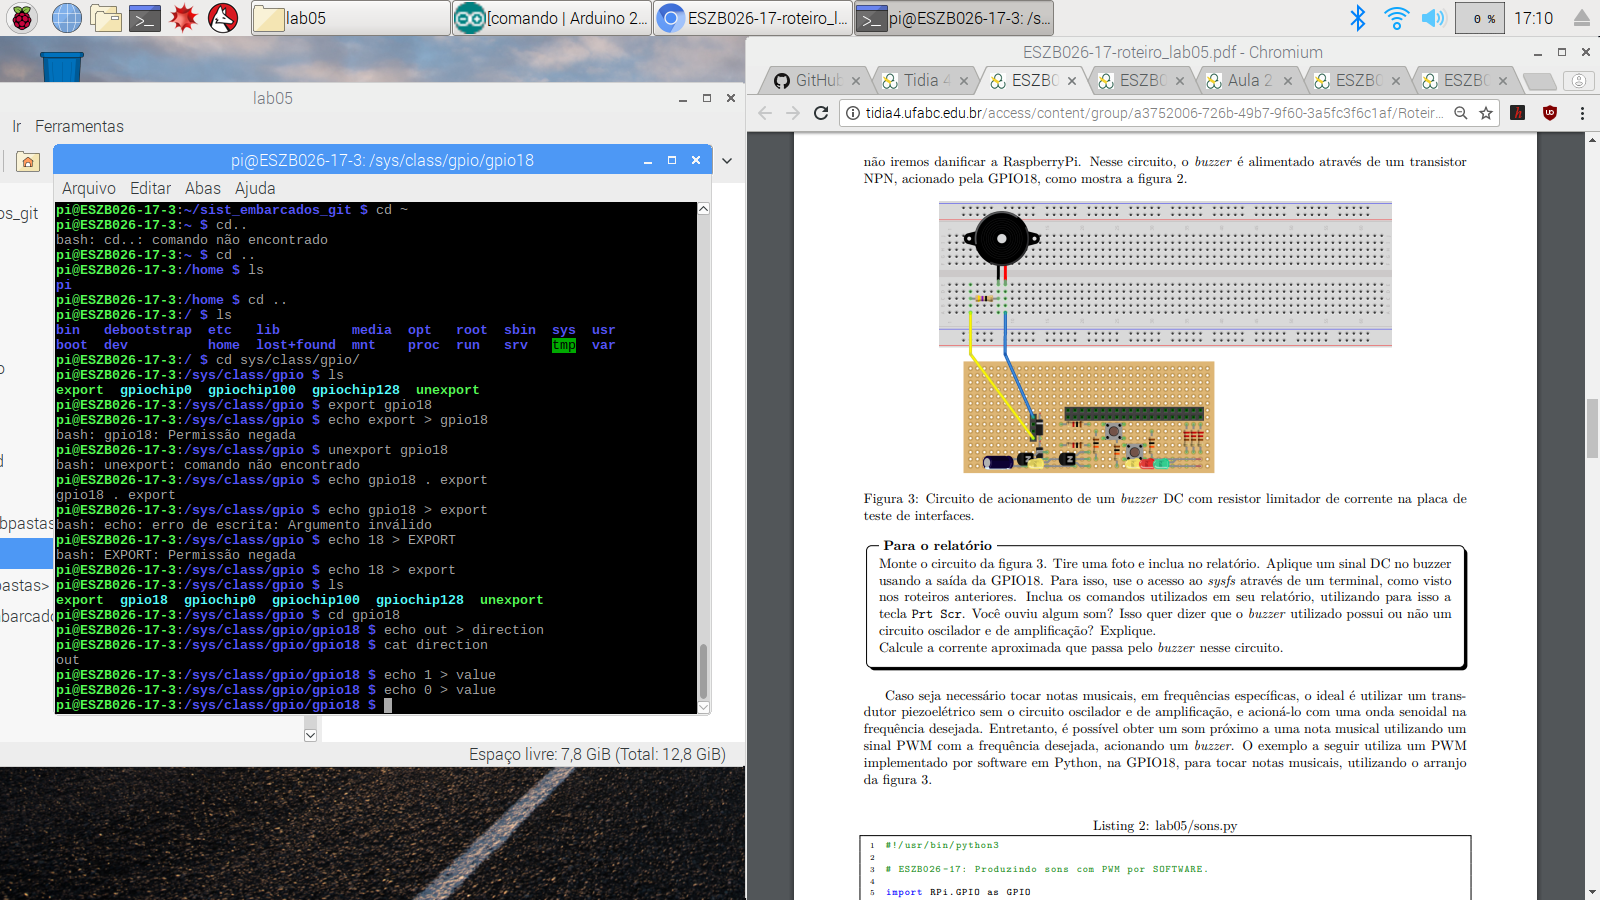 lab05
[comando | Arduino 2...
ESZB026-17-roteiro_l...
pi@ESZB026-17-3: /s...
0 %
17:10
lab05
Ir Ferramentas
os_git
bpastas
astas>
mbarcado
pi@ESZB026-17-3: /sys/class/gpio/gpio18
Arquivo Editar Abas Ajuda
pi@ESZB026-17-3:~/sist_embarcados_git $ cd ~
pi@ESZB026-17-3:~ $ cd..
bash: cd..: comando não encontrado
pi@ESZB026-17-3:~ $ cd ..
pi@ESZB026-17-3:/home $ ls
pi
pi@ESZB026-17-3:/home $ cd ..
pi@ESZB026-17-3:/ $ ls
bin debootstrap etc lib media opt root sbin sys usr
boot dev home lost+found mnt proc run srv tmp var
pi@ESZB026-17-3:/ $ cd sys/class/gpio/
pi@ESZB026-17-3:/sys/class/gpio $ ls
export gpiochip0 gpiochip100 gpiochip128 unexport
pi@ESZB026-17-3:/sys/class/gpio $ export gpio18
pi@ESZB026-17-3:/sys/class/gpio $ echo export > gpio18
bash: gpio18: Permissão negada
pi@ESZB026-17-3:/sys/class/gpio $ unexport gpio18
bash: unexport: comando não encontrado
pi@ESZB026-17-3:/sys/class/gpio $ echo gpio18 . export
gpio18 . export
pi@ESZB026-17-3:/sys/class/gpio $ echo gpio18 > export
bash: echo: erro de escrita: Argumento inválido
pi@ESZB026-17-3:/sys/class/gpio $ echo 18 > EXPORT
bash: EXPORT: Permissão negada
pi@ESZB026-17-3:/sys/class/gpio $ echo 18 > export
pi@ESZB026-17-3:/sys/class/gpio $ ls
export gpio18 gpiochip0 gpiochip100 gpiochip128 unexport
pi@ESZB026-17-3:/sys/class/gpio $ cd gpio18
pi@ESZB026-17-3:/sys/class/gpio/gpio18 $ echo out > direction
pi@ESZB026-17-3:/sys/class/gpio/gpio18 $ cat direction
out
pi@ESZB026-17-3:/sys/class/gpio/gpio18 $ echo 1 > value
pi@ESZB026-17-3:/sys/class/gpio/gpio18 $ echo 0 > value
pi@ESZB026-17-3:/sys/class/gpio/gpio18 $
Espaço livre: 7,8 GiB (Total: 12,8 GiB)
ESZB026-17-roteiro_lab05.pdf - Chromium
GitHub
Tidia 4
ESZB0
ESZB0
Aula 2
ESZB0
ESZB0
tidia4.ufabc.edu.br/access/content/group/a3752006-726b-49b7-9f60-3a5fc3f6c1af/Roteir...
não iremos danificar a RaspberryPi. Nesse circuito, o buzzer é alimentado através de um transistor
NPN, acionado pela GPIO18, como mostra a figura 2.
Figura 3: Circuito de acionamento de um buzzer DC com resistor limitador de corrente na placa de
teste de interfaces.
Para o relatório
Monte o circuito da figura 3. Tire uma foto e inclua no relatório. Aplique um sinal DC no buzzer
usando a saída da GPIO18. Para isso, use o acesso ao sysfs através de um terminal, como visto
nos roteiros anteriores. Inclua os comandos utilizados em seu relatório, utilizando para isso a
tecla Prt Scr. Você ouviu algum som? Isso quer dizer que o buzzer utilizado possui ou não um
circuito oscilador e de amplificação? Explique.
Calcule a corrente aproximada que passa pelo buzzer nesse circuito.
Caso seja necessário tocar notas musicais, em frequências específicas, o ideal é utilizar um trans-
dutor piezoelétrico sem o circuito oscilador e de amplificação, e acioná-lo com uma onda senoidal na
frequência desejada. Entretanto, é possível obter um som próximo a uma nota musical utilizando um
sinal PWM com a frequência desejada, acionando um buzzer. O exemplo a seguir utiliza um PWM
implementado por software em Python, na GPIO18, para tocar notas musicais, utilizando o arranjo
da figura 3.
Listing 2: lab05/sons.py
1 #!/usr/bin/python3
2
3 # ESZB026-17: Produzindo sons com PWM por SOFTWARE.
4
5 import RPi.GPIO as GPIO